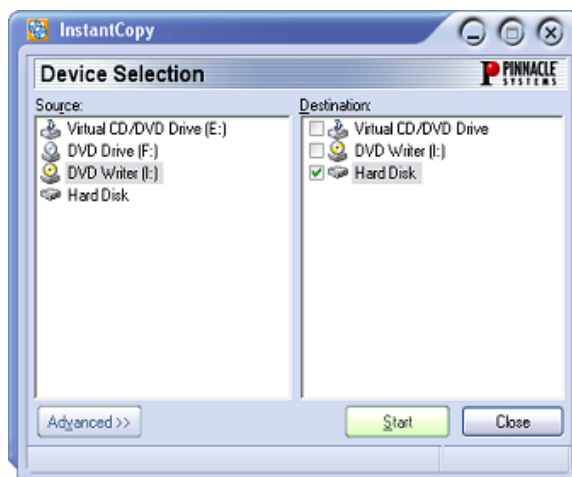 InstantCopy
Device Selection
PINNACLE
SYSTEMS
Source:
Virtual CD/DVD Drive (E:)
DVD Drive (F:)
DVD Writer (I:)
Hard Disk
Destination:
Virtual CD/DVD Drive
DVD Writer (I:)
Hard Disk
Advanced >>
Start
Close